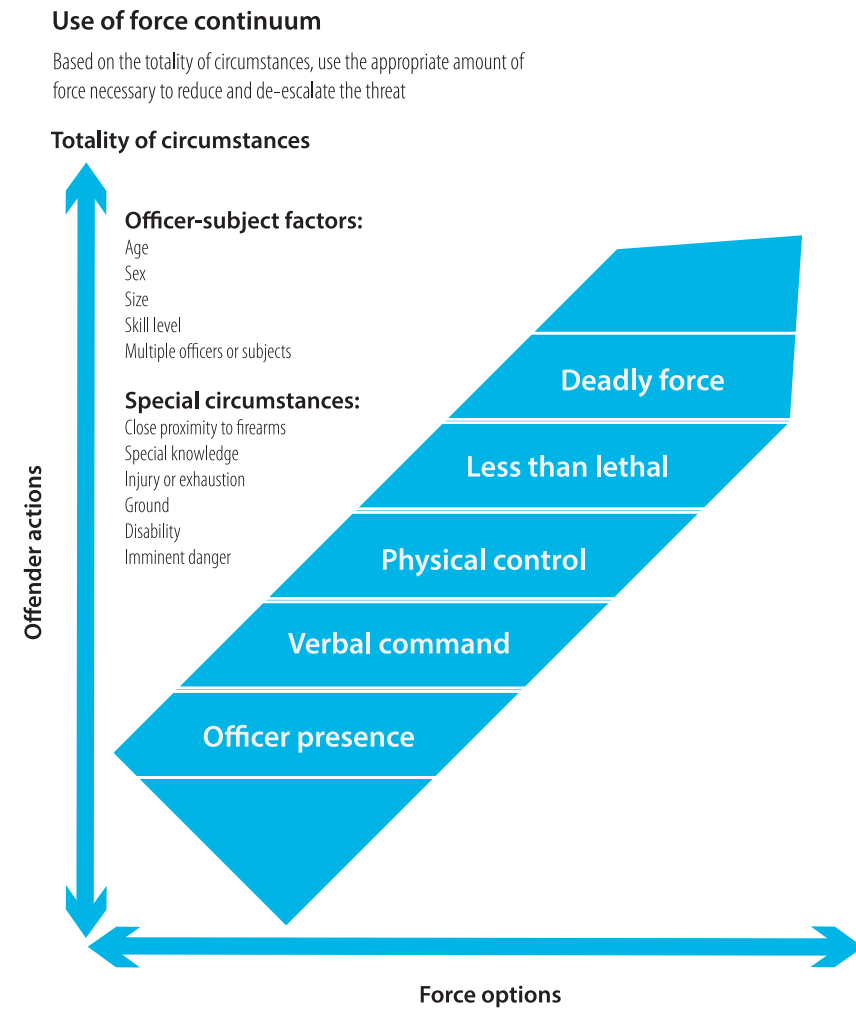 Use of force continuum
Based on the totality of circumstances, use the appropriate amount of
force necessary to reduce and de-escalate the threat
Totality of circumstances
Officer-subject factors:
Age
Sex
Size
Skill level
Multiple officers or subjects
Special circumstances:
Close proximity to firearms
Special knowledge
Injury or exhaustion
Ground
Disability
Imminent danger
Offender actions
Deadly force
Less than lethal
Physical control
Verbal command
Officer presence
Force options